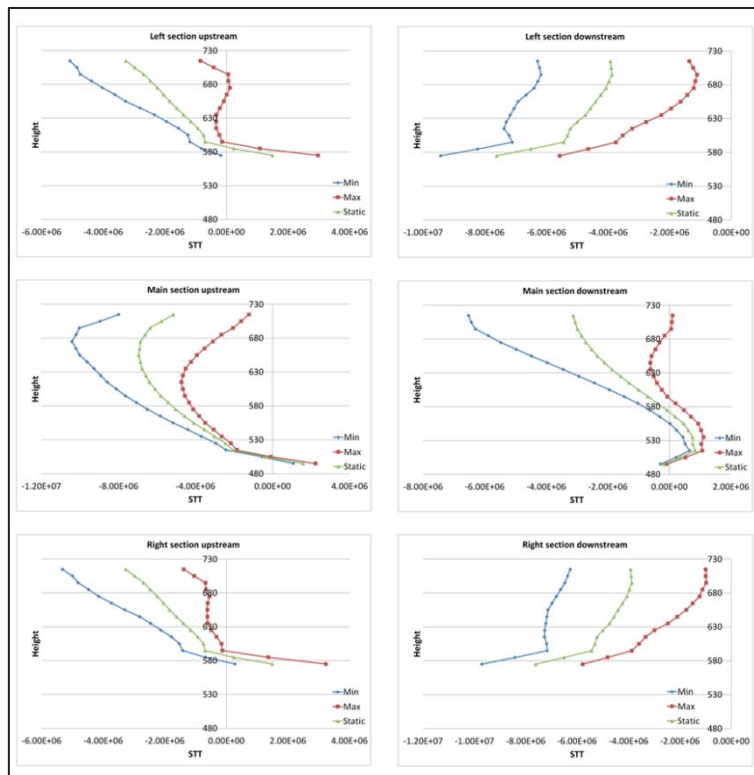 Left section upstream
730
680
630
580
530
480
Height
-6.00E+06 -4.00E+06 -2.00E+06 0.00E+00 2.00E+06 4.00E+06
STT
Min
Max
Static
Left section downstream
730
680
630
580
530
480
Height
-1.00E+07 -8.00E+06 -6.00E+06 -4.00E+06 -2.00E+06 0.00E+00
STT
Min
Max
Static
Main section upstream
730
680
630
580
530
480
Height
-1.20E+07 -8.00E+06 -4.00E+06 0.00E+00 4.00E+06
STT
Min
Max
Static
Main section downstream
730
680
630
580
530
480
Height
-8.00E+06 -6.00E+06 -4.00E+06 -2.00E+06 0.00E+00 2.00E+06
STT
Min
Max
Static
Right section upstream
730
680
630
580
530
480
Height
-6.00E+06 -4.00E+06 -2.00E+06 0.00E+00 2.00E+06 4.00E+06
STT
Min
Max
Static
Right section downstream
730
680
630
580
530
480
Height
-1.20E+07 -1.00E+07 -8.00E+06 -6.00E+06 -4.00E+06 -2.00E+06 0.00E+00
STT
Min
Max
Static